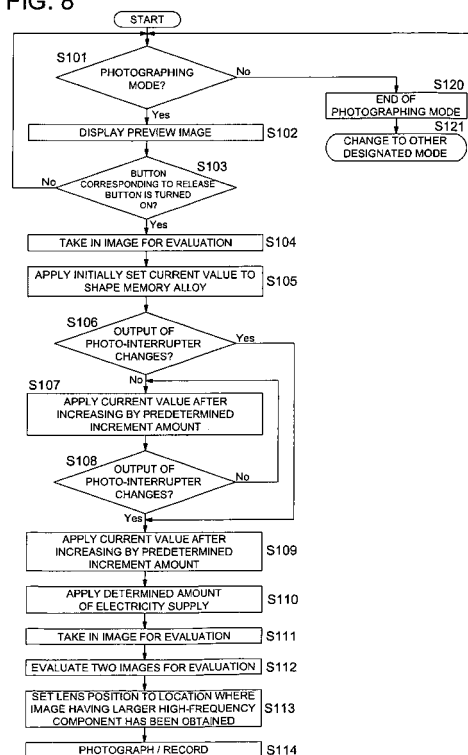 FIG. 8
START
S101
PHOTOGRAPHING
MODE?
No
Yes
S120
END OF
PHOTOGRAPHING MODE
S121
CHANGE TO OTHER
DESIGNATED MODE
DISPLAY PREVIEW IMAGE
S102
S103
BUTTON
CORRESPONDING TO RELEASE
BUTTON IS TURNED
ON?
No
Yes
TAKE IN IMAGE FOR EVALUATION
S104
APPLY INITIALLY SET CURRENT VALUE TO
SHAPE MEMORY ALLOY
S105
S106
OUTPUT OF
PHOTO-INTERRUPTER
CHANGES?
Yes
No
S107
APPLY CURRENT VALUE AFTER
INCREASING BY PREDETERMINED
INCREMENT AMOUNT
S108
OUTPUT OF
PHOTO-INTERRUPTER
CHANGES?
No
Yes
APPLY CURRENT VALUE AFTER
INCREASING BY PREDETERMINED
INCREMENT AMOUNT
S109
APPLY DETERMINED AMOUNT
OF ELECTRICITY SUPPLY
S110
TAKE IN IMAGE FOR EVALUATION
S111
EVALUATE TWO IMAGES FOR EVALUATION
S112
SET LENS POSITION TO LOCATION WHERE
IMAGE HAVING LARGER HIGH-FREQUENCY
COMPONENT HAS BEEN OBTAINED
S113
PHOTOGRAPH / RECORD
S114